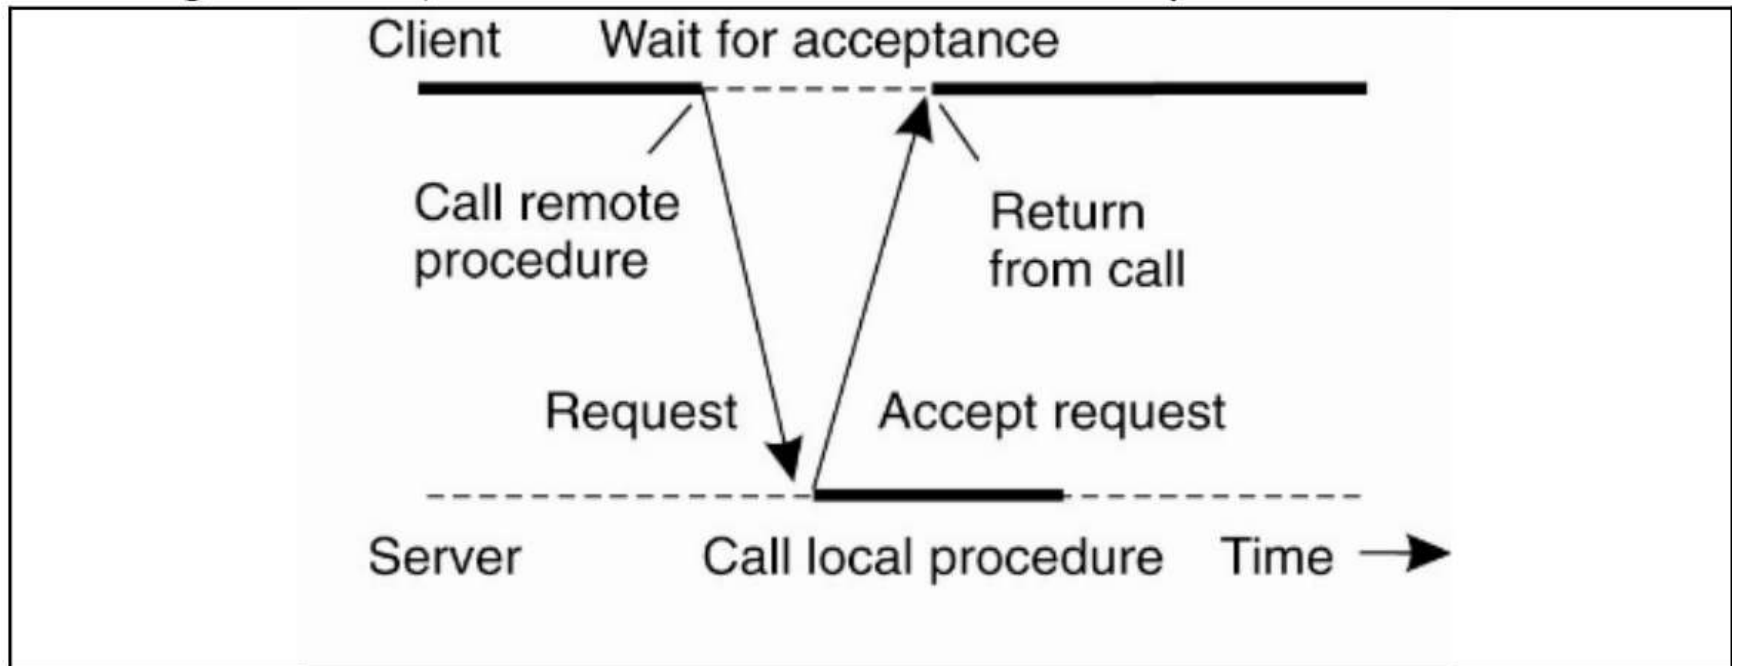 Client Wait for acceptance
Call remote
procedure
Return
from call
Request Accept request
Server Call local procedure Time